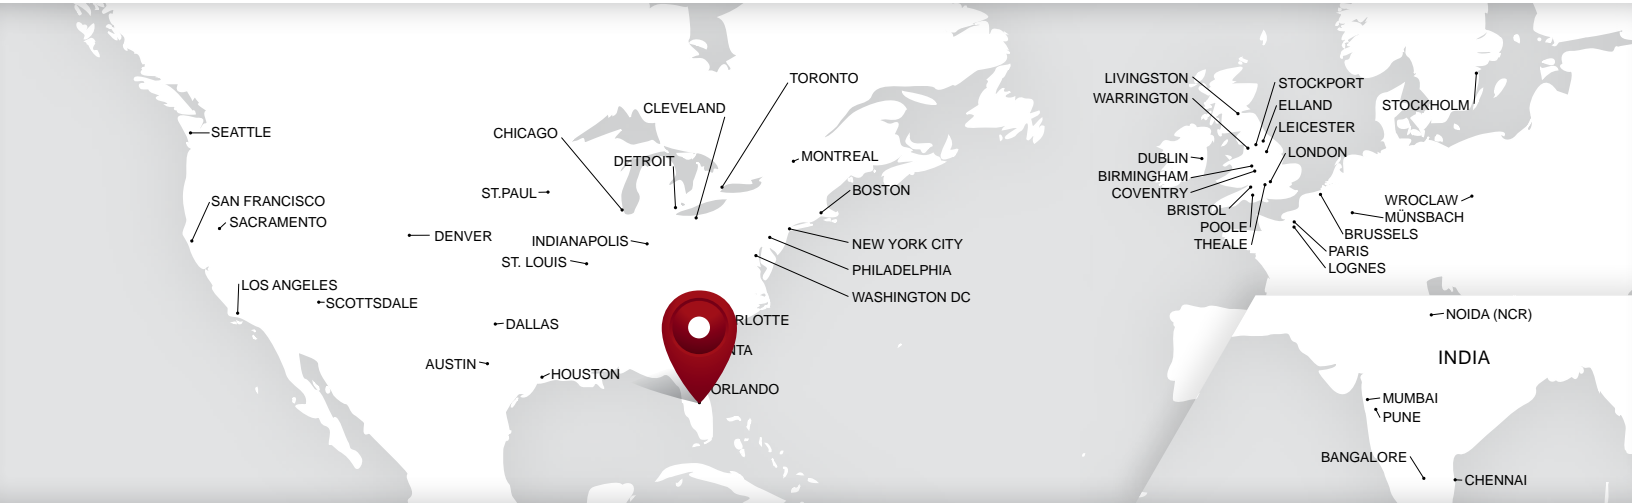 TORONTO
CLEVELAND
CHICAGO
SEATTLE
DETROIT
MONTREAL
ST.PAUL
BOSTON
SAN FRANCISCO
SACRAMENTO
DENVER
INDIANAPOLIS
NEW YORK CITY
ST. LOUIS
PHILADELPHIA
LOS ANGELES
WASHINGTON DC
SCOTTSDALE
DALLAS
RLOTTE
NTA
AUSTIN
HOUSTON
ORLANDO
LIVINGSTON
STOCKPORT
WARRINGTON
ELLAND
STOCKHOLM
LEICESTER
LONDON
DUBLIN
BIRMINGHAM
COVENTRY
WROCLAW
BRISTOL
MÜNSBACH
POOLE
BRUSSELS
THEALE
PARIS
LOGNES
NOIDA (NCR)
INDIA
MUMBAI
PUNE
BANGALORE
CHENNAI